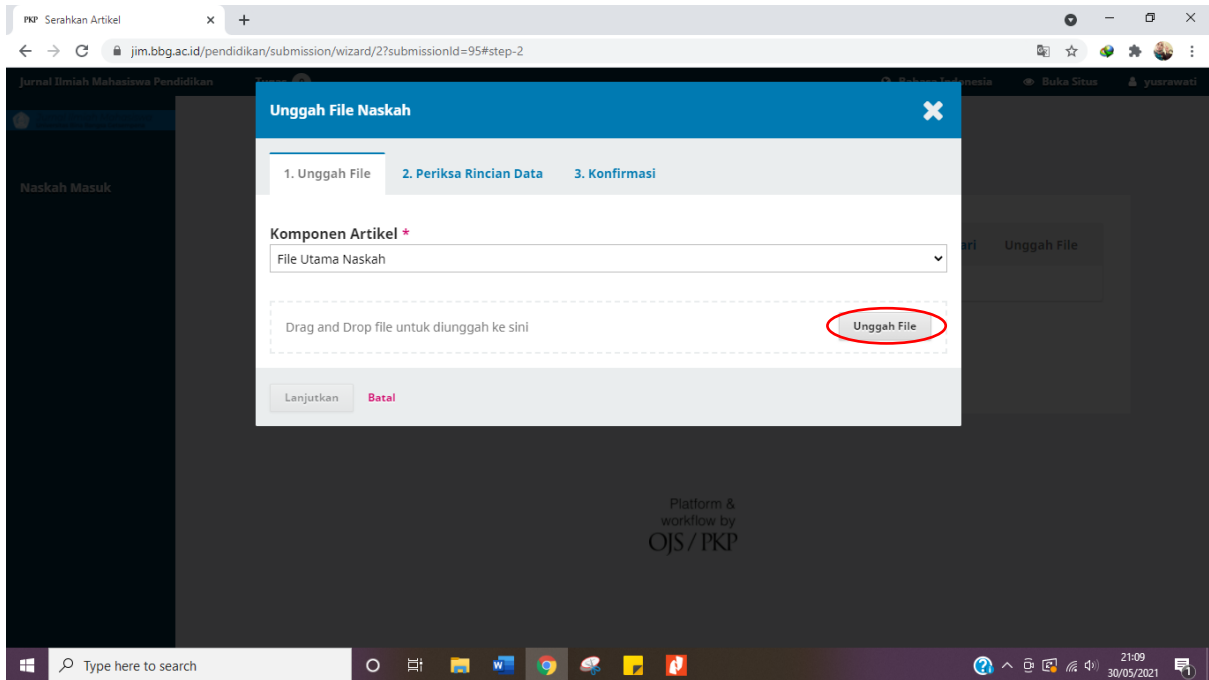 PKP Serahkan Artikel
jim.bbg.ac.id/pendidikan/submission/wizard/2?submissionId=95#step-2
Jurnal Ilmiah Mahasiswa Pendidikan
Buka Situs
yusrawati
Unggah File Naskah
Naskah Masuk
1. Unggah File
2. Periksa Rincian Data
3. Konfirmasi
Komponen Artikel *
File Utama Naskah
Unggah File
Drag and Drop file untuk diunggah ke sini
Unggah File
Lanjutkan
Batal
Platform &
workflow by
OJS / PKP
Type here to search
21:09
30/05/2021